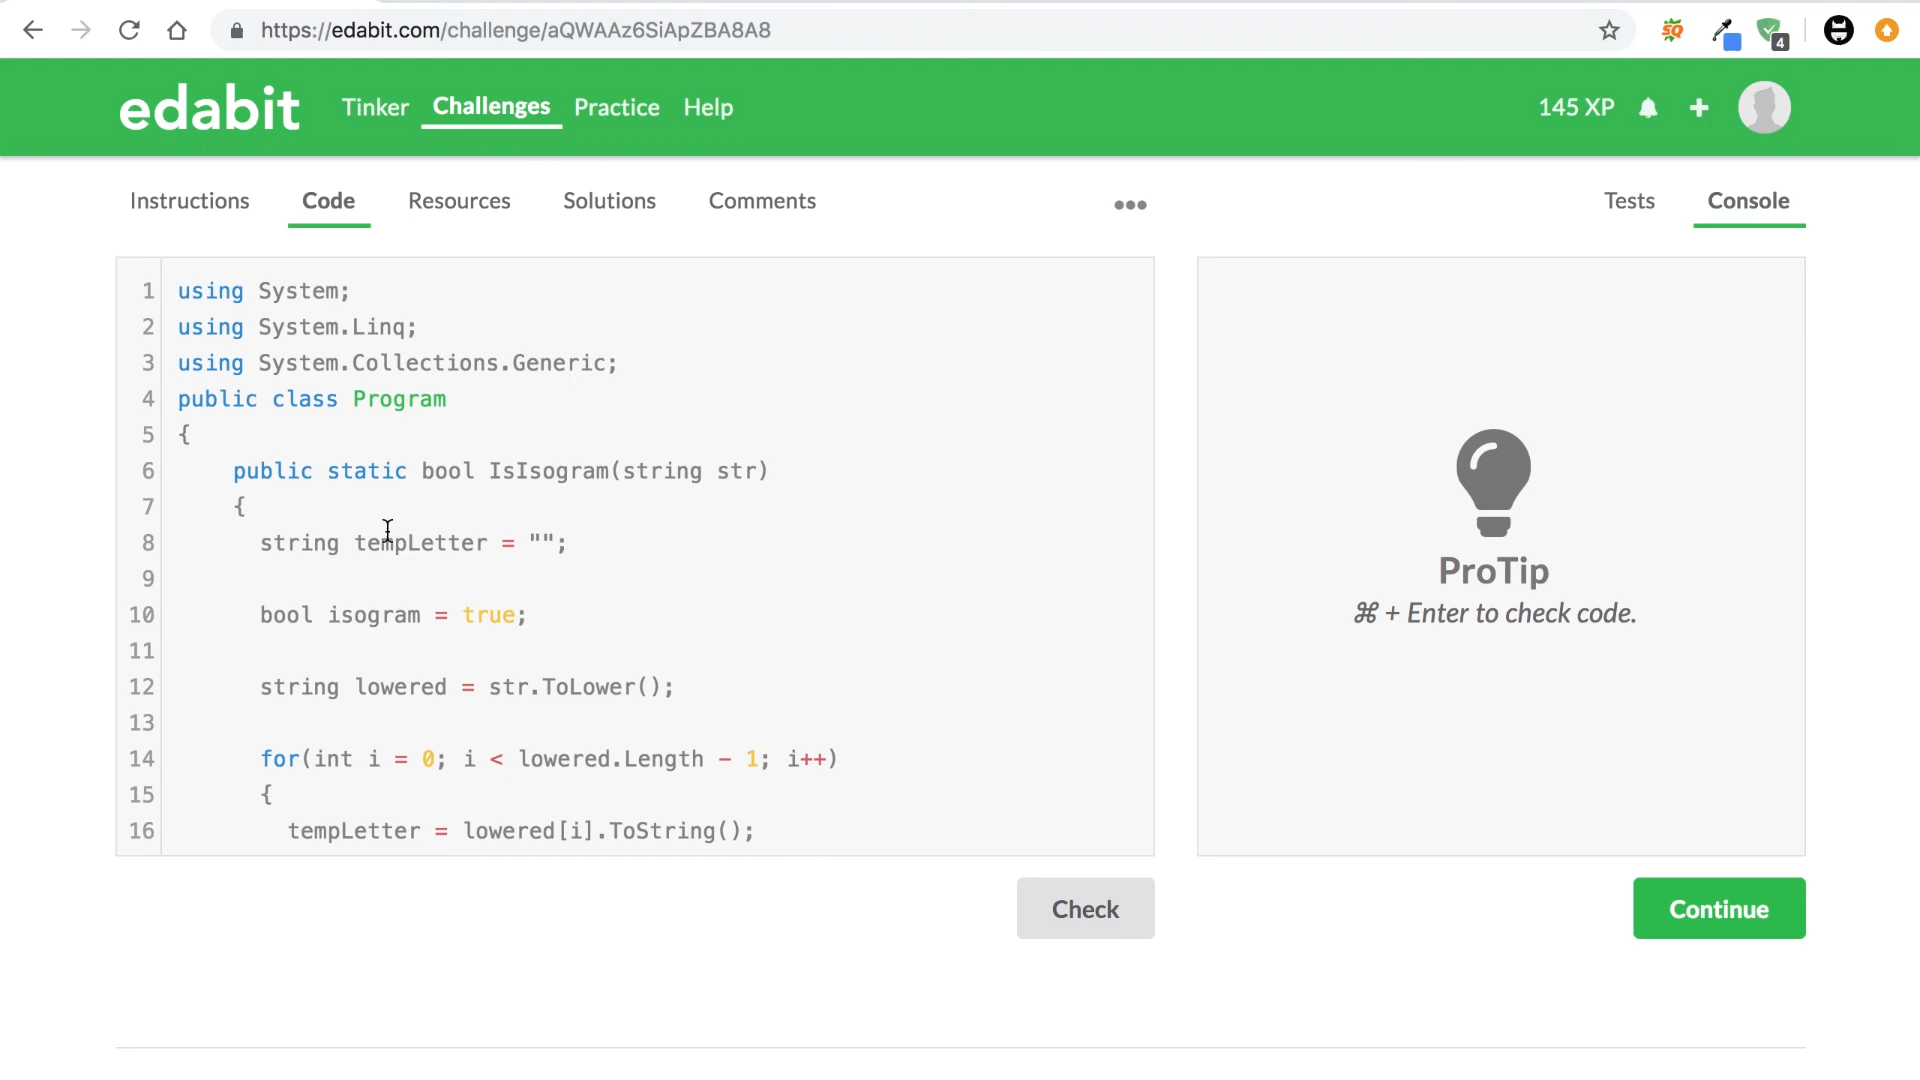 https://edabit.com/challenge/aQWAAz6SiApZBA8A8
SQ
4
edabit Tinker Challenges Practice Help 145 XP
Instructions Code Resources Solutions Comments ••• Tests Console
1 using System;
2 using System.Linq;
3 using System.Collections.Generic;
4 public class Program
5 {
6 public static bool IsIsogram(string str)
7 {
8 string tempLetter = "";
9
10 bool isogram = true;
11
12 string lowered = str.ToLower();
13
14 for(int i = 0; i < lowered.Length - 1; i++)
15 {
16 tempLetter = lowered[i].ToString();
ProTip
⌘ + Enter to check code.
Check
Continue